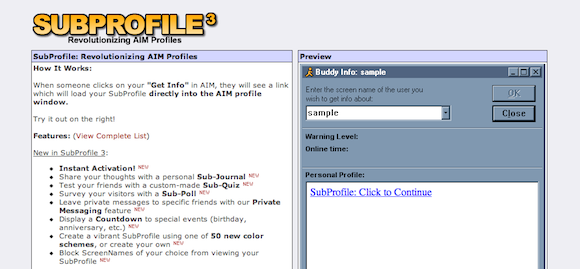 SUBPROFILE³
Revolutionizing AIM Profiles
SubProfile: Revolutionizing AIM Profiles
How It Works:
When someone clicks on your "Get Info" in AIM, they will see a link
which will load your SubProfile directly into the AIM profile
window.
Try it out on the right!
Features: (View Complete List)
New in SubProfile 3:
• Instant Activation! NEW
• Share your thoughts with a personal Sub-Journal NEW
• Test your friends with a custom-made Sub-Quiz NEW
• Survey your visitors with a Sub-Poll NEW
• Leave private messages to specific friends with our Private
Messaging feature NEW
• Display a Countdown to special events (birthday,
anniversary, etc.) NEW
• Create a vibrant SubProfile using one of 50 new color
schemes, or create your own NEW
• Block ScreenNames of your choice from viewing your
SubProfile NEW
Preview
Buddy Info: sample
Enter the screen name of the user you
wish to get info about:
OK
sample
Close
Warning Level:
Online time:
Personal Profile:
SubProfile: Click to Continue